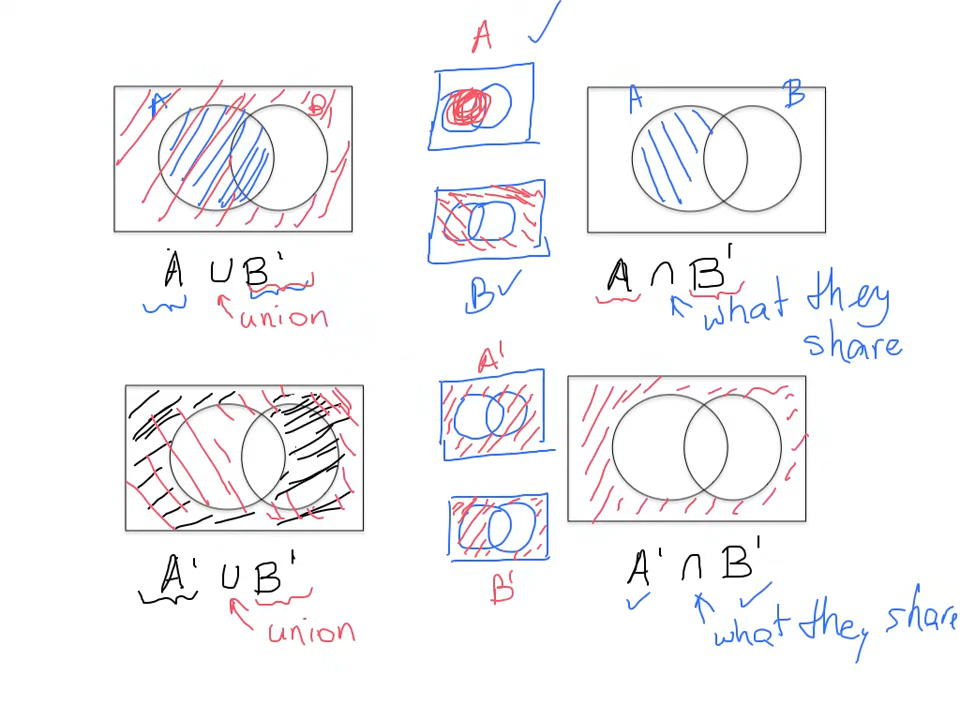 A
A B
A B
A ∪ B'
union
B
A ∩ B'
what they
share
A'
A' ∪ B'
union
B'
A' ∩ B'
what they share